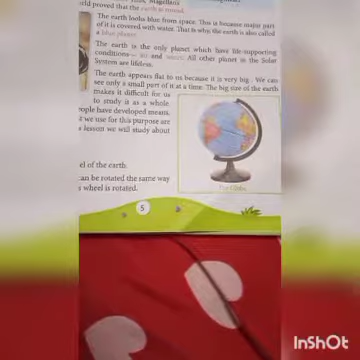 rld proved that the earth is round.
The earth looks blue from space. This is because major part
of it is covered with water. That is why the earth is also called
a blue planet.
The earth is the only planet which have life-supporting
conditions— air and water. All other planet in the Solar
System are lifeless.
The earth appears flat to us because it is very big. We can
see only a small part of it at a time. The big size of the earth
makes it difficult for us
to study it as a whole.
eople have developed means.
we use for this purpose are
s lesson we will study about
el of the earth.
can be rotated the same way
s wheel is rotated.
The Globe
5
InShOt